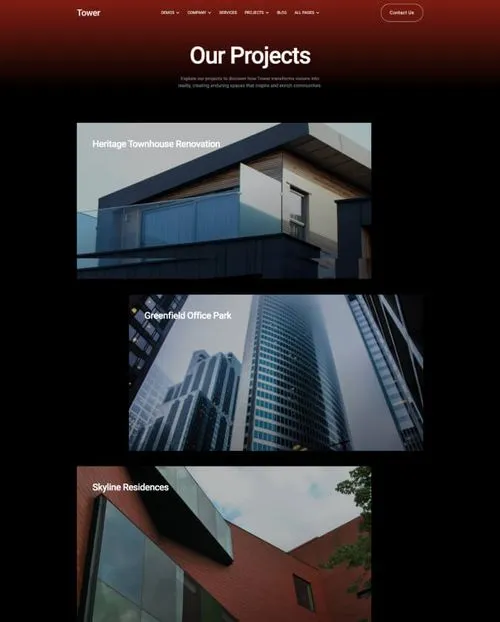 Tower
DEMOS COMPANY SERVICES PROJECTS BLOG ALL PAGES
Contact Us
Our Projects
Explore our projects to discover how Tower transforms visions into
reality, creating enduring spaces that inspire and enrich communities.
Heritage Townhouse Renovation
Greenfield Office Park
Skyline Residences